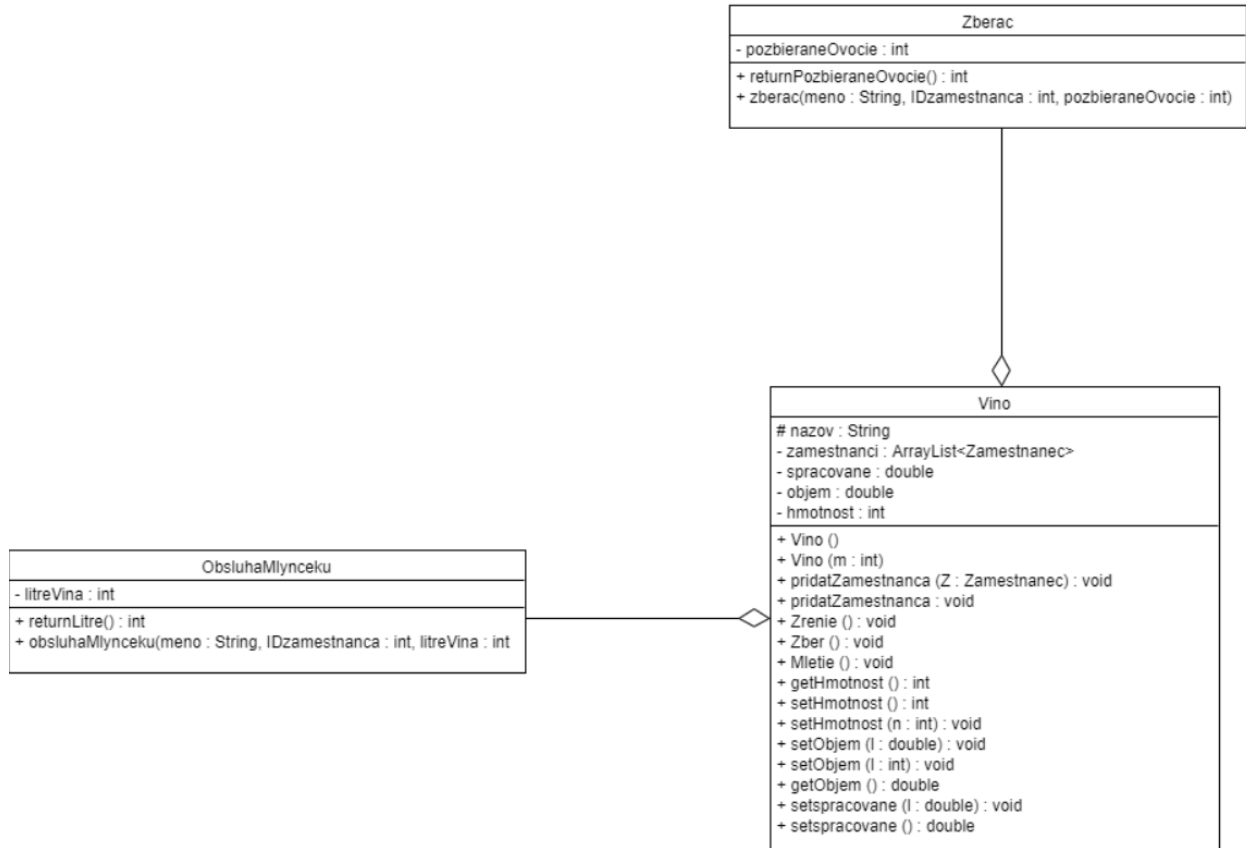 Zberac
- pozbieraneOvocie : int
+ returnPozbieraneOvocie() : int
+ zberac(meno : String, IDzamestnanca : int, pozbieraneOvocie : int)
Vino
# nazov : String
- zamestnanci : ArrayList<Zamestnanec>
- spracovane : double
- objem : double
- hmotnost : int
+ Vino ()
+ Vino (m : int)
+ pridatZamestnanca (Z : Zamestnanec) : void
+ pridatZamestnanca : void
+ Zrenie () : void
+ Zber () : void
+ Mletie () : void
+ getHmotnost () : int
+ setHmotnost () : int
+ setHmotnost (n : int) : void
+ setObjem (l : double) : void
+ setObjem (l : int) : void
+ getObjem () : double
+ setspracovane (l : double) : void
+ setspracovane () : double
ObsluhaMlynceku
- litreVina : int
+ returnLitre() : int
+ obsluhaMlynceku(meno : String, IDzamestnanca : int, litreVina : int